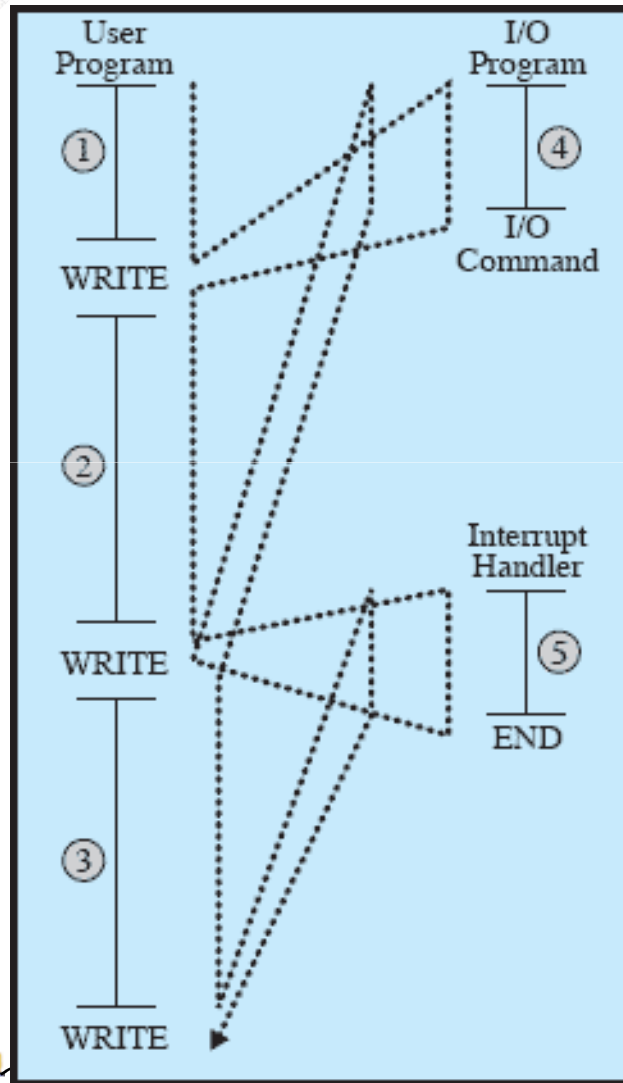 User
Program
I/O
Program
1
4
WRITE
I/O
Command
2
Interrupt
Handler
WRITE
5
END
3
WRITE